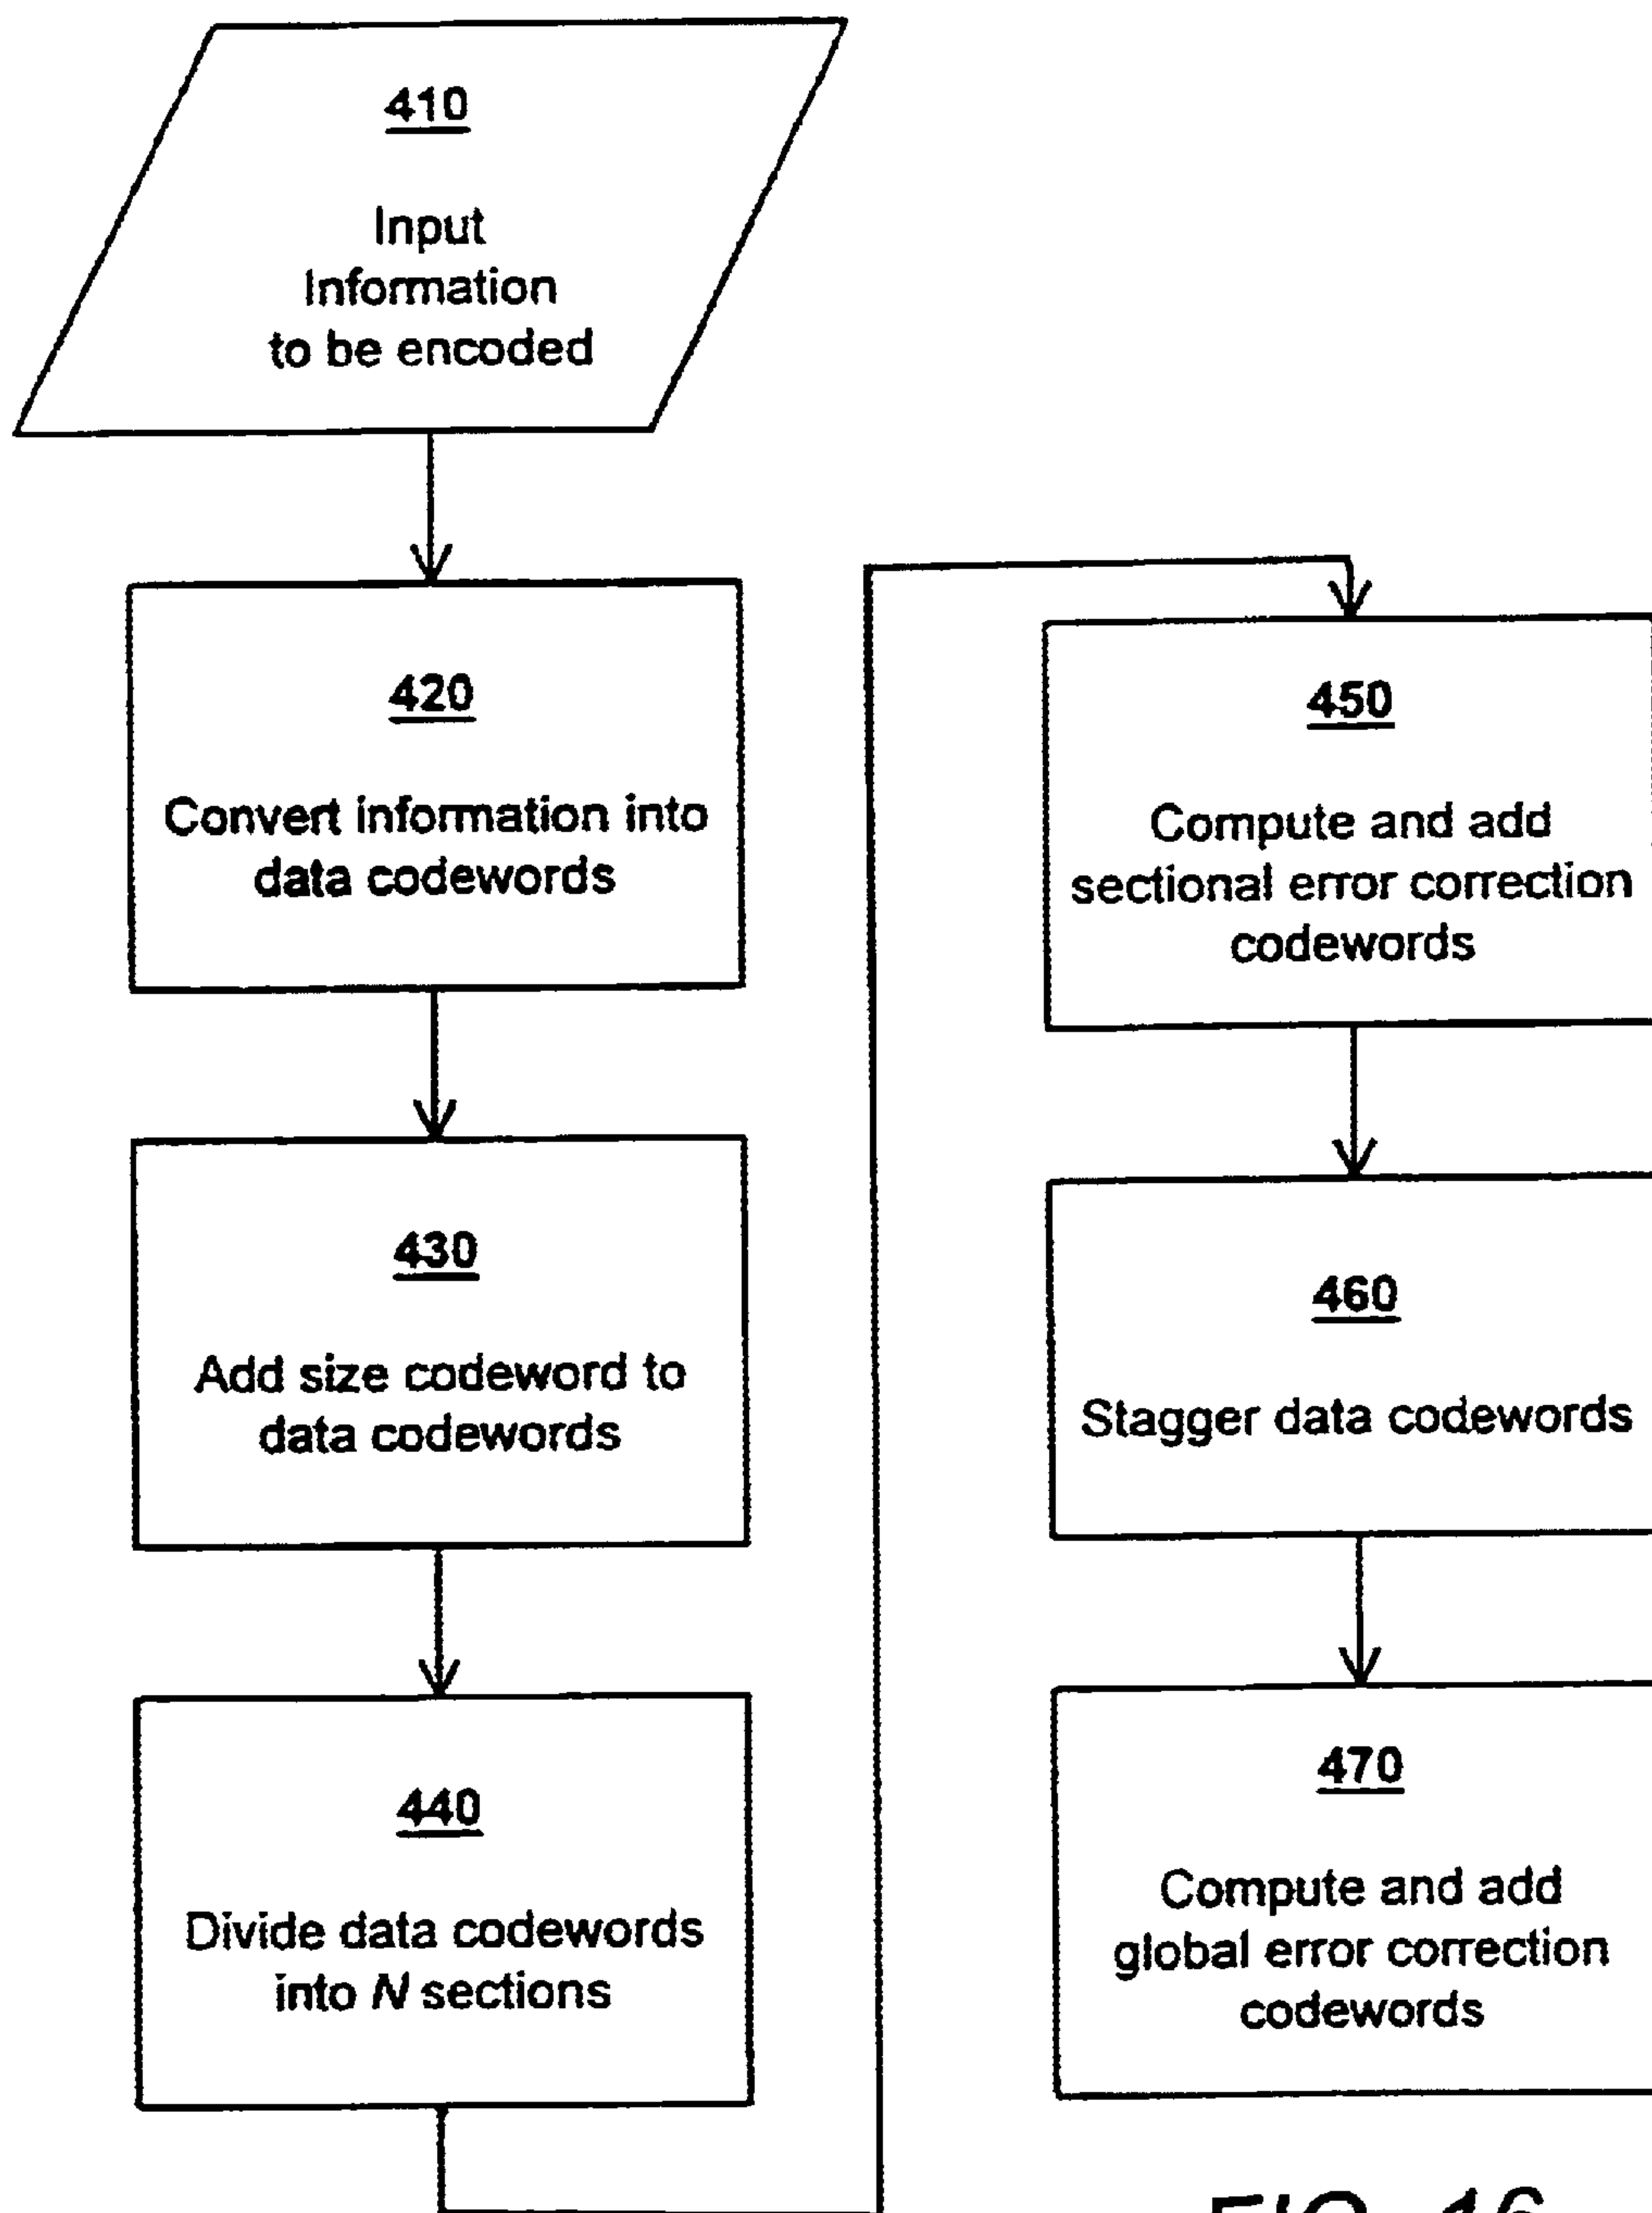 410
Input
Information
to be encoded
420
Convert information into
data codewords
430
Add size codeword to
data codewords
440
Divide data codewords
into N sections
450
Compute and add
sectional error correction
codewords
460
Stagger data codewords
470
Compute and add
global error correction
codewords
FIG. 16